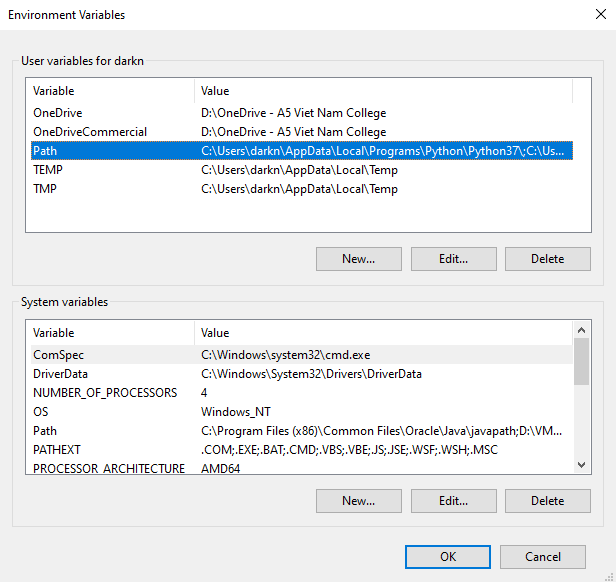 Environment Variables
User variables for darkn
Variable Value
OneDrive D:\OneDrive - A5 Viet Nam College
OneDriveCommercial D:\OneDrive - A5 Viet Nam College
Path C:\Users\darkn\AppData\Local\Programs\Python\Python37\;C:\Us...
TEMP C:\Users\darkn\AppData\Local\Temp
TMP C:\Users\darkn\AppData\Local\Temp
New... Edit... Delete
System variables
Variable Value
ComSpec C:\Windows\system32\cmd.exe
DriverData C:\Windows\System32\Drivers\DriverData
NUMBER_OF_PROCESSORS 4
OS Windows_NT
Path C:\Program Files (x86)\Common Files\Oracle\Java\javapath;D:\VM...
PATHEXT .COM;.EXE;.BAT;.CMD;.VBS;.VBE;.JS;.JSE;.WSF;.WSH;.MSC
PROCESSOR_ARCHITECTURE AMD64
New... Edit... Delete
OK Cancel